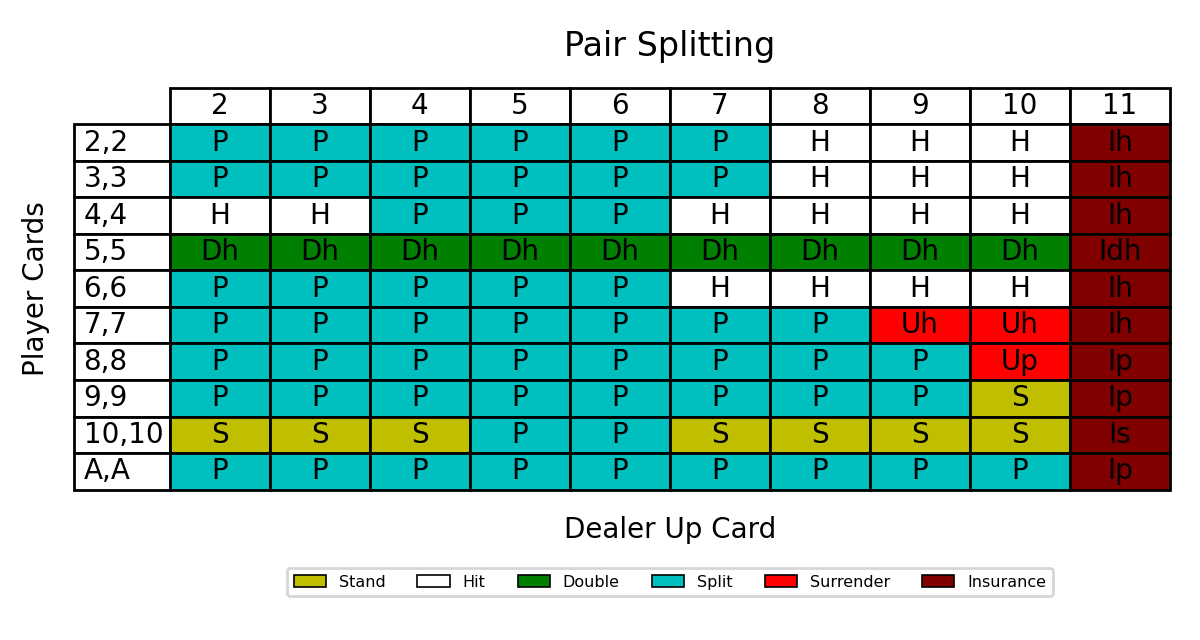 Pair Splitting
2 3 4 5 6 7 8 9 10 11
2,2 P P P P P P H H H Ih
3,3 P P P P P P H H H Ih
4,4 H H P P P H H H H Ih
5,5 Dh Dh Dh Dh Dh Dh Dh Dh Dh Idh
6,6 P P P P P H H H H Ih
7,7 P P P P P P P Uh Uh Ih
8,8 P P P P P P P P Up Ip
9,9 P P P P P P P P S Ip
10,10 S S S P P S S S S Is
A,A P P P P P P P P P Ip
Player Cards
Dealer Up Card
Stand Hit Double Split Surrender Insurance